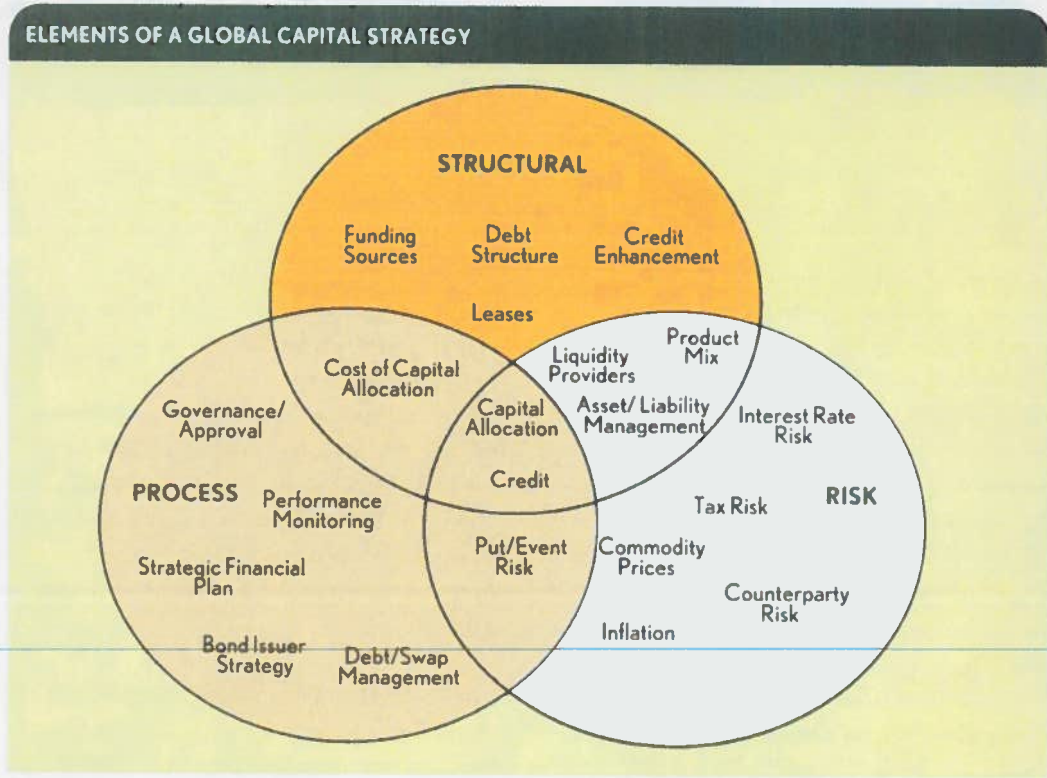 ELEMENTS OF A GLOBAL CAPITAL STRATEGY
STRUCTURAL
Funding
Sources
Debt
Structure
Credit
Enhancement
Leases
Product
Mix
Liquidity
Providers
Asset/Liability
Management
Cost of Capital
Allocation
Capital
Allocation
Credit
Governance/
Approval
PROCESS
Performance
Monitoring
Strategic Financial
Plan
Bond Issuer
Strategy
Debt/Swap
Management
Put/Event
Risk
Interest Rate
Risk
Tax Risk
RISK
Commodity
Prices
Counterparty
Risk
Inflation